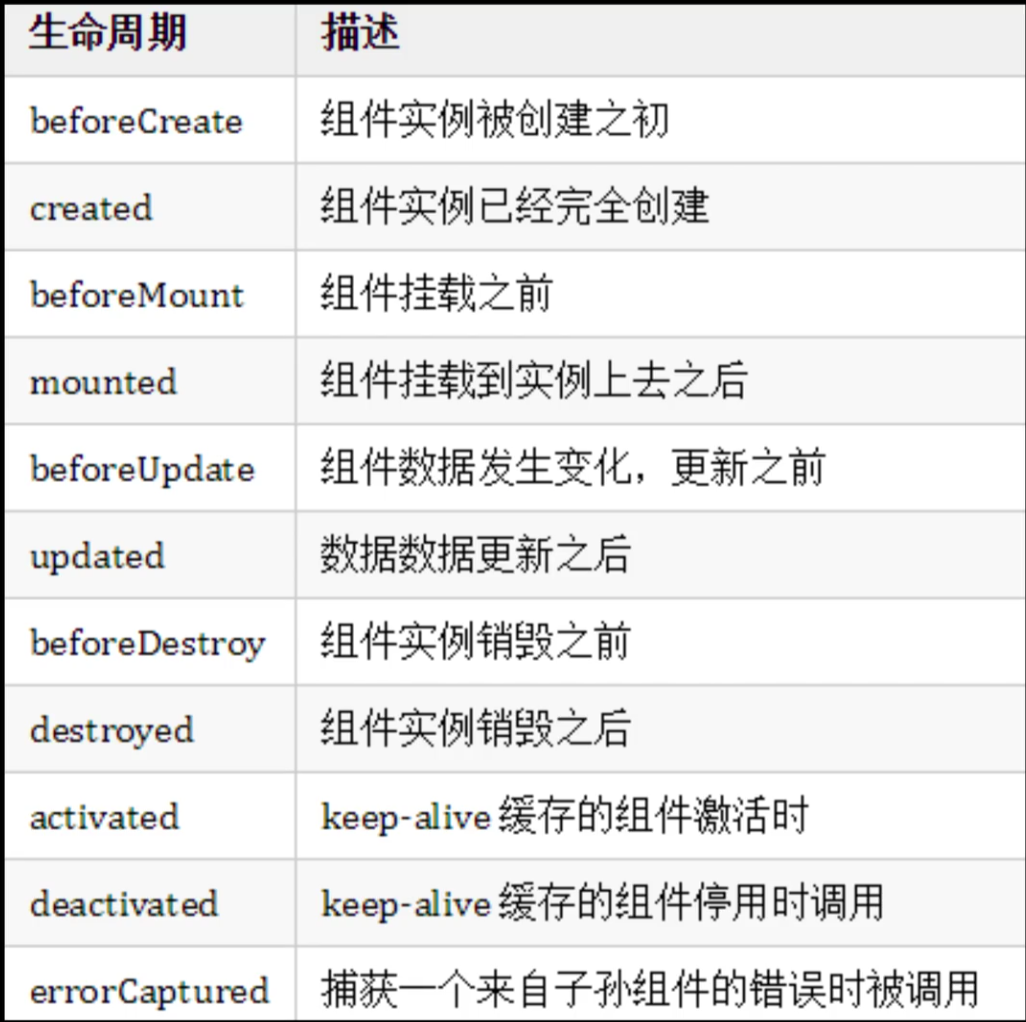 生命周期 描述
beforeCreate 组件实例被创建之初
created 组件实例已经完全创建
beforeMount 组件挂载之前
mounted 组件挂载到实例上去之后
beforeUpdate 组件数据发生变化，更新之前
updated 数据数据更新之后
beforeDestroy 组件实例销毁之前
destroyed 组件实例销毁之后
activated keep-alive 缓存的组件激活时
deactivated keep-alive 缓存的组件停用时调用
errorCaptured 捕获一个来自子孙组件的错误时被调用